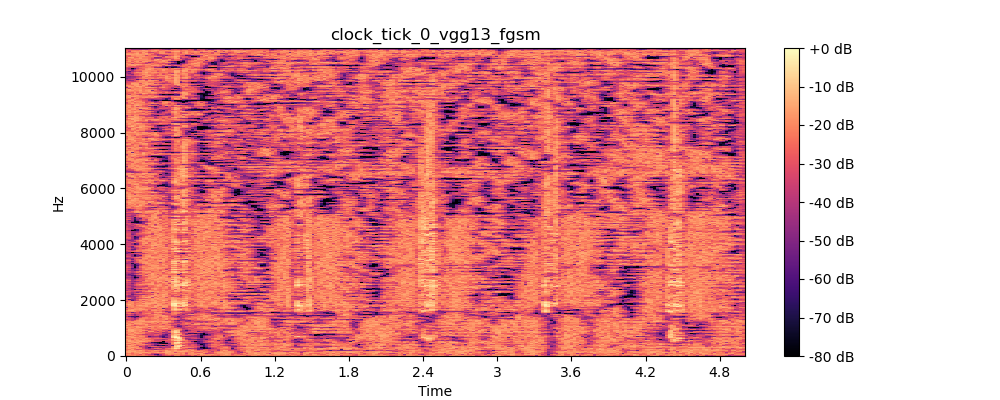 clock_tick_0_vgg13_fgsm
Hz
10000
8000
6000
4000
2000
0
0 0.6 1.2 1.8 2.4 3 3.6 4.2 4.8
Time
+0 dB
-10 dB
-20 dB
-30 dB
-40 dB
-50 dB
-60 dB
-70 dB
-80 dB